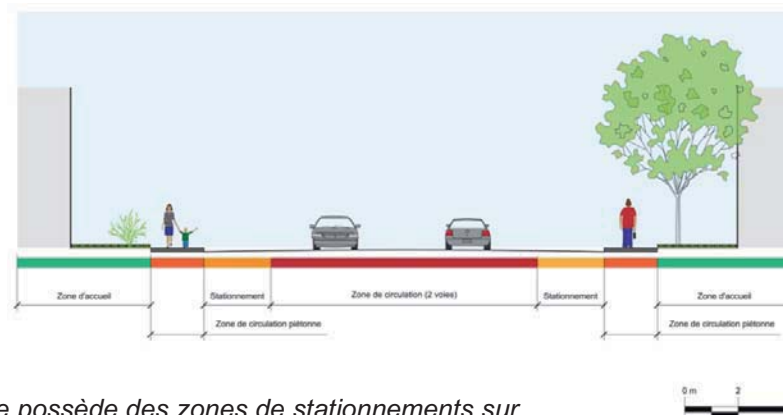 Zone d'accueil
Stationnement
Zone de circulation (2 voies)
Stationnement
Zone d'accueil
Zone de circulation piétonne
Zone de circulation piétonne
possède des zones de stationnements sur
0 m 2